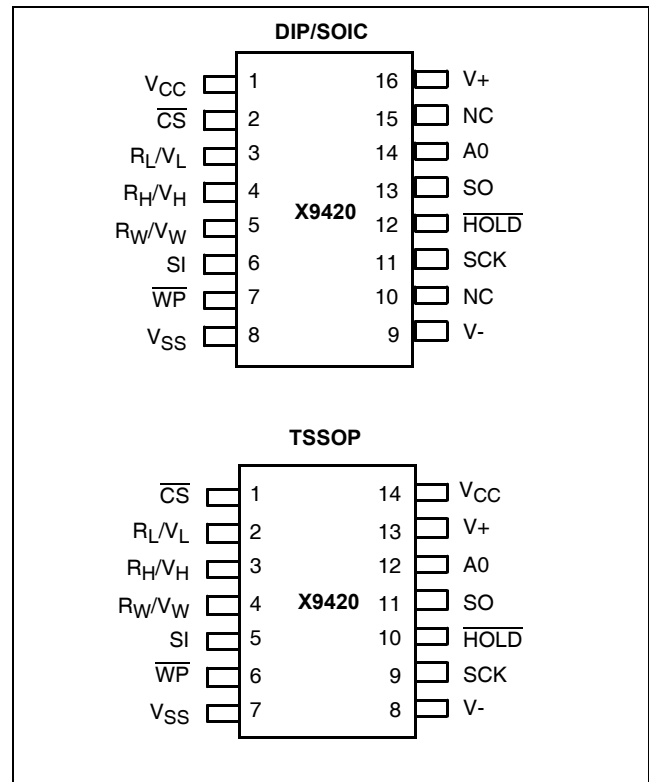 DIP/SOIC
VCC 1 16 V+
CS 2 15 NC
RL/VL 3 14 A0
RH/VH 4 13 SO
X9420
RW/VW 5 12 HOLD
SI 6 11 SCK
WP 7 10 NC
VSS 8 9 V-
TSSOP
CS 1 14 VCC
RL/VL 2 13 V+
RH/VH 3 12 A0
RW/VW 4 X9420 11 SO
SI 5 10 HOLD
WP 6 9 SCK
VSS 7 8 V-